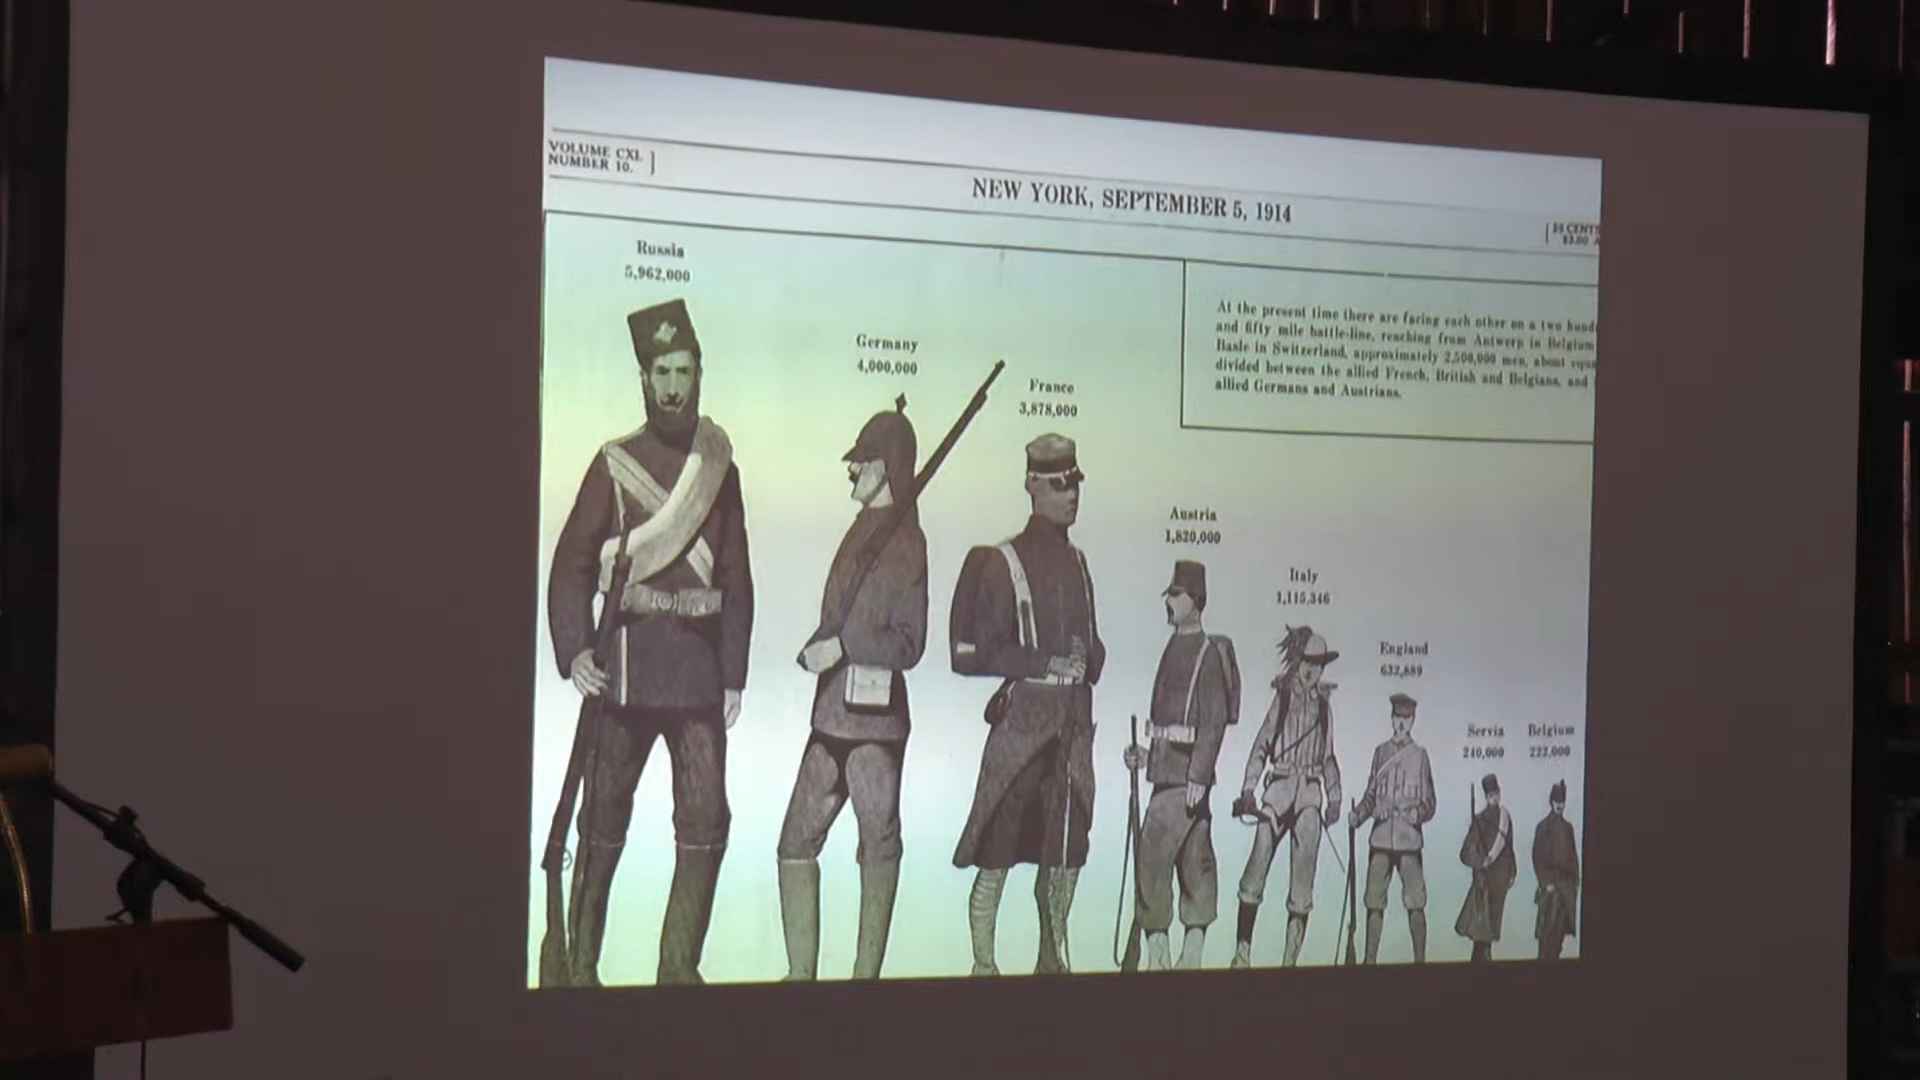 VOLUME CXI.
NUMBER 10.
NEW YORK, SEPTEMBER 5, 1914
CENTS
$3.00
Russia
5,962,000
Germany
4,000,000
France
3,878,000
At the present time there are facing each other on a two
and fifty mile battle-line, reaching from Antwerp in Belgium
Basle in Switzerland, approximately 2,500,000 men, about
divided between the allied French, British and Belgians, and
allied Germans and Austrians.
Austria
1,820,000
Italy
1,115,346
England
632,889
Servia
240,000
Belgium
222,000